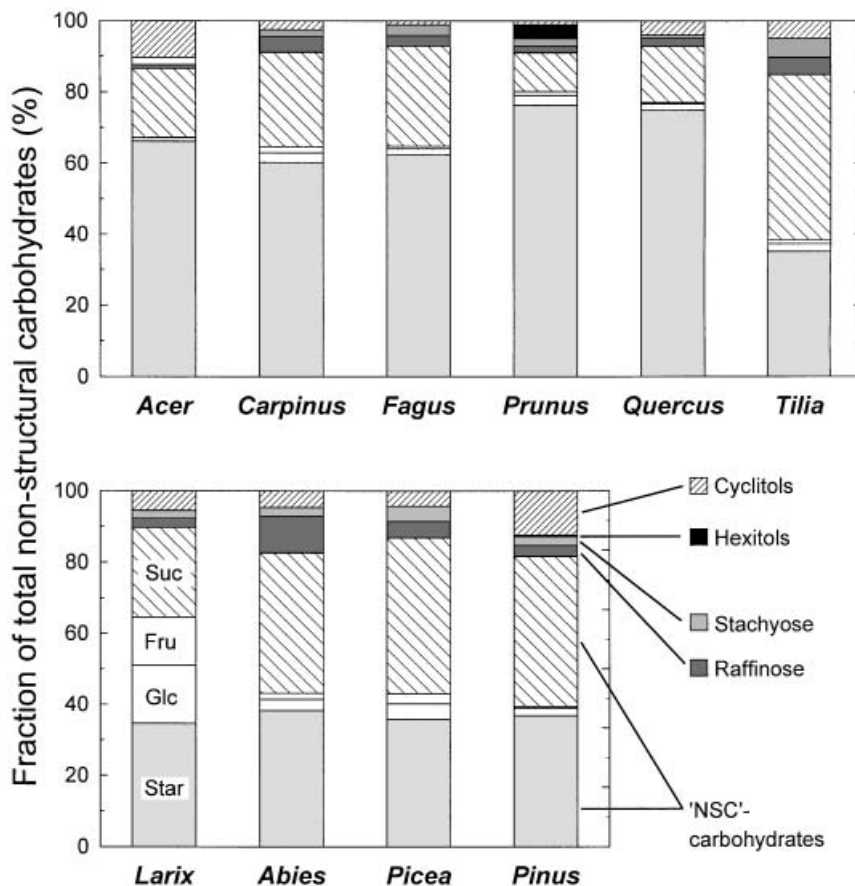 Fraction of total non-structural carbohydrates (%)
100
80
60
40
20
0
Acer Carpinus Fagus Prunus Quercus Tilia
100
80
60
40
20
0
Suc
Fru
Glc
Star
Larix Abies Picea Pinus
Cyclitols
Hexitols
Stachyose
Raffinose
'NSC'-
carbohydrates